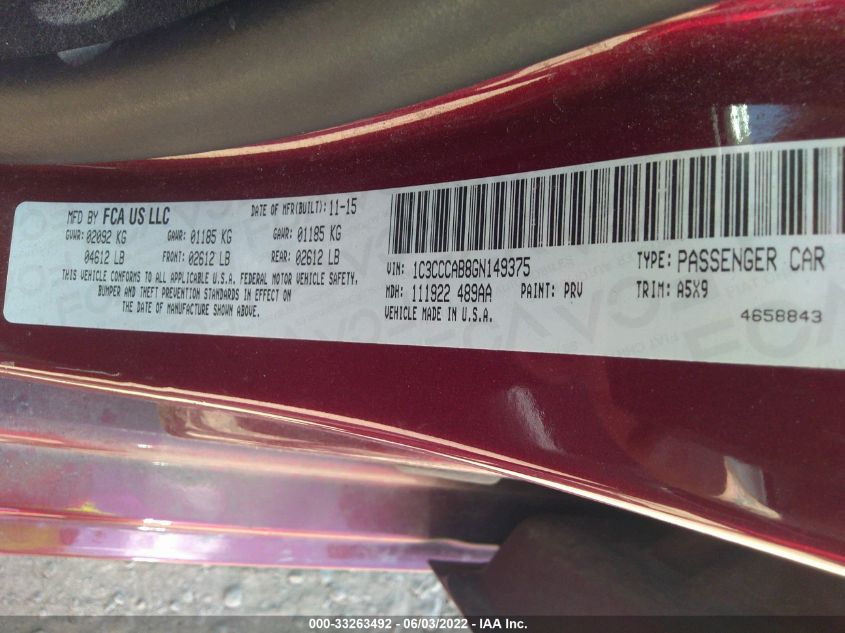 MFD BY FCA US LLC
DATE OF MFR(BUILT): 11-15
GVWR: 02092 KG GAWR: 01185 KG GAWR: 01185 KG
04612 LB FRONT: 02612 LB REAR: 02612 LB
THIS VEHICLE CONFORMS TO ALL APPLICABLE U.S.A. FEDERAL MOTOR VEHICLE SAFETY,
BUMPER AND THEFT PREVENTION STANDARDS IN EFFECT ON
THE DATE OF MANUFACTURE SHOWN ABOVE.
VIN: 1C3CCCAB8GN149375 TYPE: PASSENGER CAR
MDH: 111922 489AA PAINT: PRV TRIM: A5X9
VEHICLE MADE IN U.S.A. 4658843
000-33263492 - 06/03/2022 - IAA Inc.